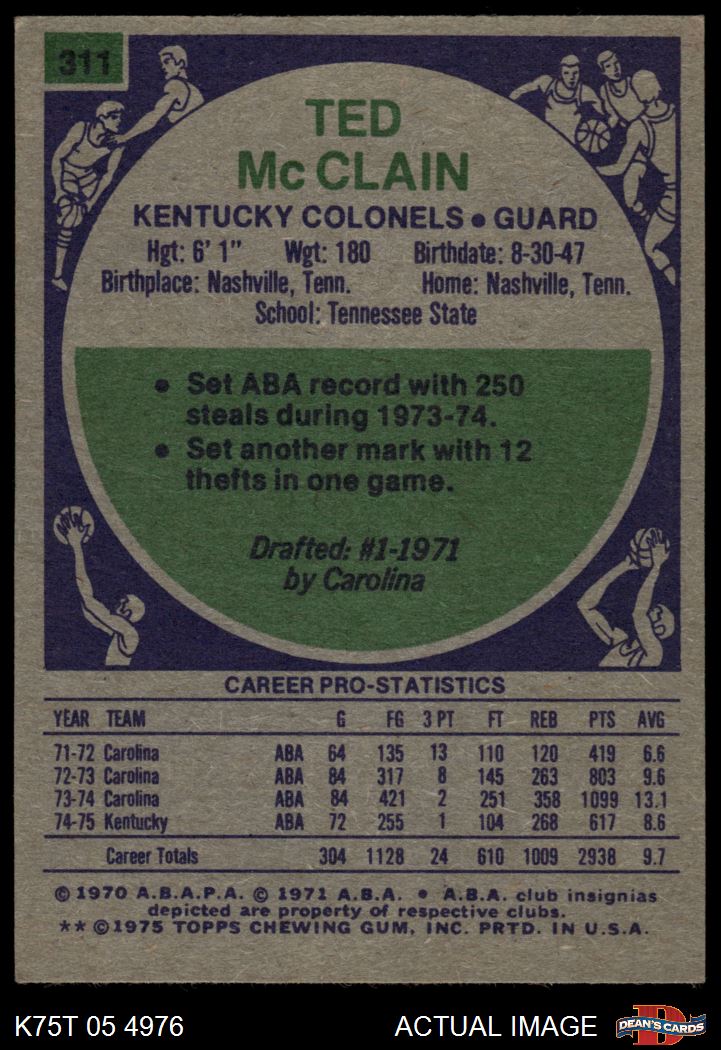 311
TED
McCLAIN
KENTUCKY COLONELS • GUARD
Hgt: 6' 1" Wgt: 180 Birthdate: 8-30-47
Birthplace: Nashville, Tenn. Home: Nashville, Tenn.
School: Tennessee State
• Set ABA record with 250
steals during 1973-74.
• Set another mark with 12
thefts in one game.
Drafted: #1-1971
by Carolina
CAREER PRO-STATISTICS
YEAR TEAM G FG 3 PT FT REB PTS AVG
71-72 Carolina ABA 64 135 13 110 120 419 6.6
72-73 Carolina ABA 84 317 8 145 263 803 9.6
73-74 Carolina ABA 84 421 2 251 358 1099 13.1
74-75 Kentucky ABA 72 255 1 104 268 617 8.6
Career Totals 304 1128 24 610 1009 2938 9.7
© 1970 A.B.A.P.A. © 1971 A.B.A. • A.B.A. club insignias
depicted are property of respective clubs.
** ©1975 TOPPS CHEWING GUM, INC. PRTD. IN U.S.A.
K75T 05 4976 ACTUAL IMAGE D DEAN'S CARDS